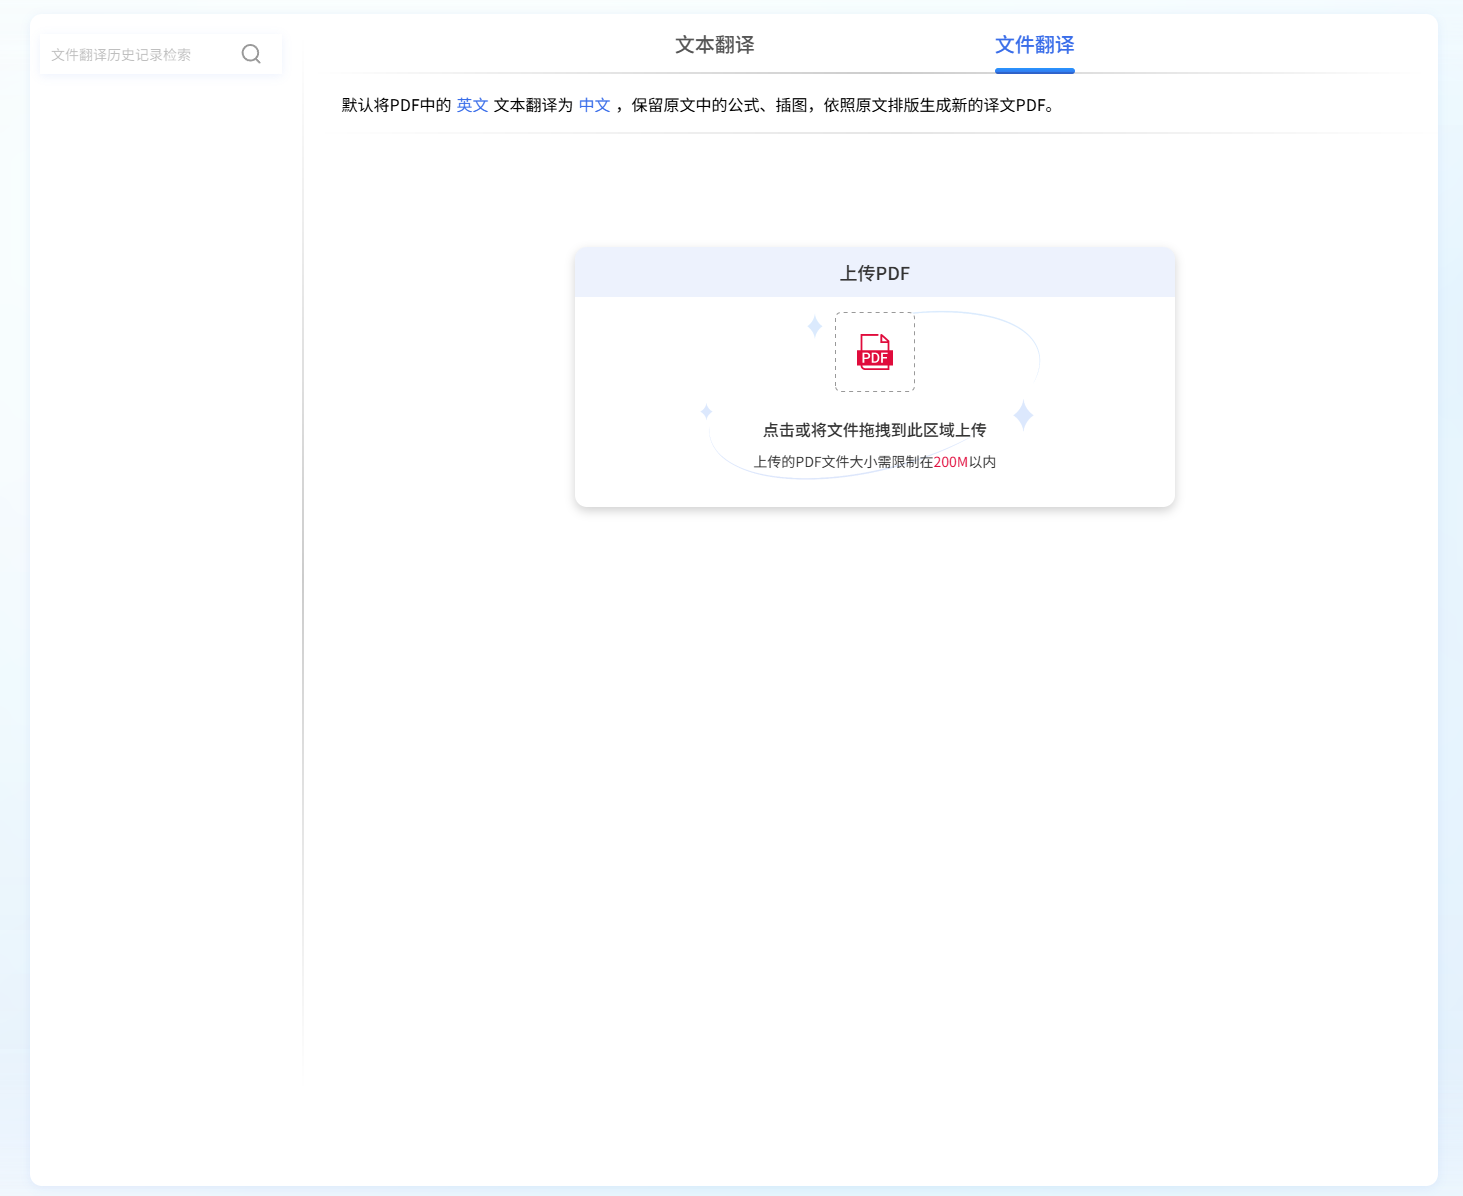 文件翻译历史记录检索
文本翻译
文件翻译
默认将PDF中的 英文 文本翻译为 中文 ，保留原文中的公式、插图，依照原文排版生成新的译文PDF。
上传PDF
PDF
点击或将文件拖拽到此区域上传
上传的PDF文件大小需限制在200M以内